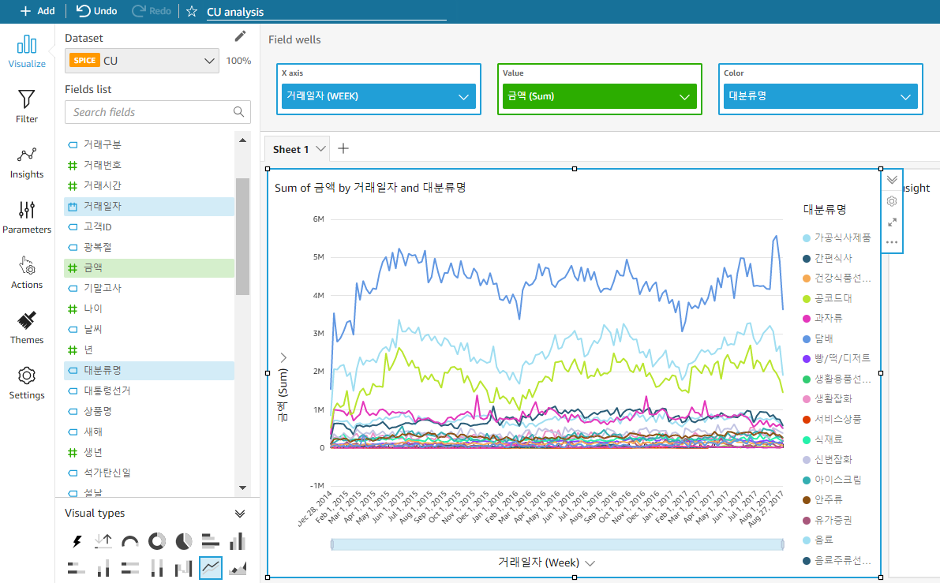 Add Undo Redo CU analysis
Visualize
Filter
Insights
Parameters
Actions
Themes
Settings
Dataset
SPICE CU 100%
Fields list
Search fields
거래구분
거래번호
거래시간
거래일자
고객ID
광복절
금액
기말고사
나이
날씨
년
대분류명
대통령선거
상품명
새해
생년
석가탄신일
설날
Visual types
Field wells
X axis
거래일자 (WEEK)
Value
금액 (Sum)
Color
대분류명
Sheet 1
Sum of 금액 by 거래일자 and 대분류명
6M
5M
4M
3M
2M
1M
0
-1M
금액 (Sum)
Dec 28, 2014
Feb 1, 2015
Mar 1, 2015
Apr 1, 2015
May 1, 2015
Jun 1, 2015
Jul 1, 2015
Aug 1, 2015
Sep 1, 2015
Oct 1, 2015
Nov 1, 2015
Dec 1, 2015
Jan 1, 2016
Feb 1, 2016
Mar 1, 2016
Apr 1, 2016
May 1, 2016
Jun 1, 2016
Jul 1, 2016
Aug 1, 2016
Sep 1, 2016
Oct 1, 2016
Nov 1, 2016
Dec 1, 2016
Jan 1, 2017
Feb 1, 2017
Mar 1, 2017
Apr 1, 2017
May 1, 2017
Jun 1, 2017
Jul 1, 2017
Aug 1, 2017
Aug 27, 2017
거래일자 (Week)
대분류명
가공식사제품
간편식사
건강식품선...
공코드대
과자류
담배
빵/떡/디저트
생활용품선...
생활잡화
서비스상품
식재료
신변잡화
아이스크림
안주류
유가증권
음료
음료주류선...
sight